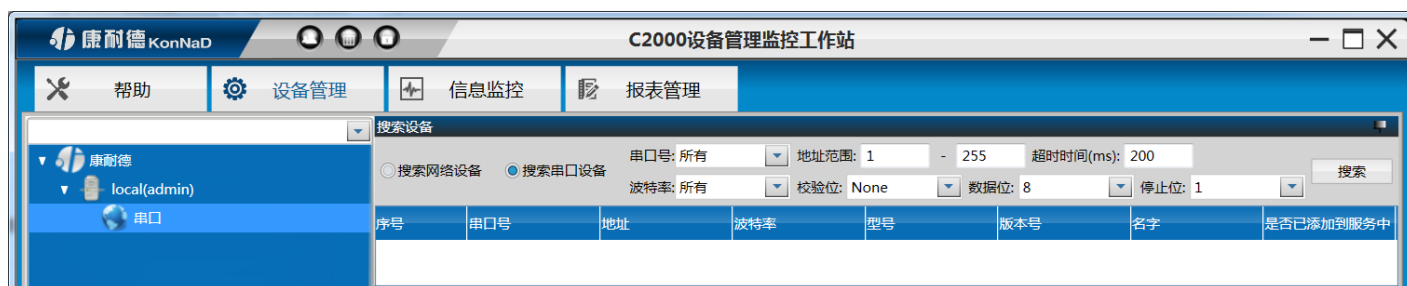 康耐德 KonNaD C2000设备管理监控工作站
帮助 设备管理 信息监控 报表管理
搜索设备
康耐德
local(admin)
串口
搜索网络设备 搜索串口设备
串口号: 所有 地址范围: 1 - 255 超时时间(ms): 200
波特率: 所有 校验位: None 数据位: 8 停止位: 1
搜索
序号 串口号 地址 波特率 型号 版本号 名字 是否已添加到服务中